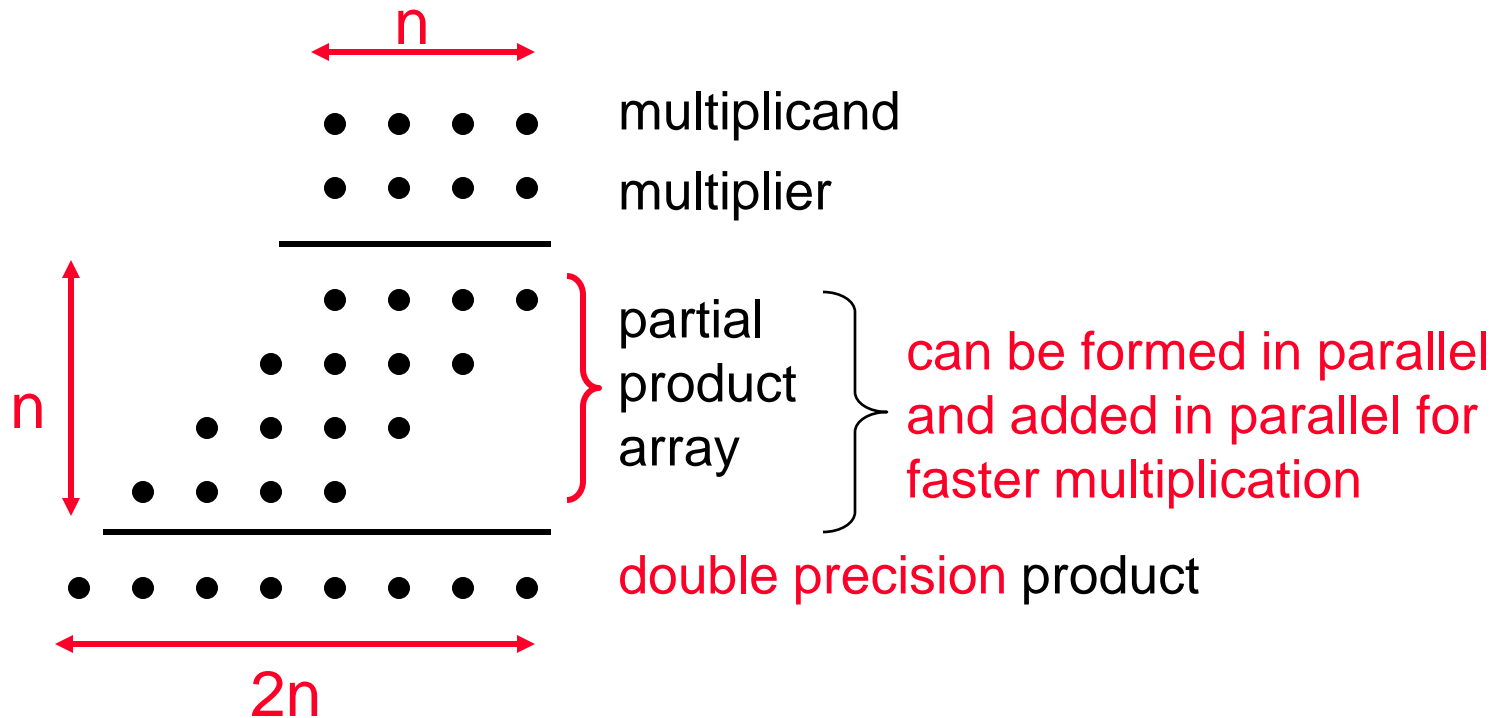 n
multiplicand
multiplier
n
partial
product
array
can be formed in parallel
and added in parallel for
faster multiplication
double precision product
2n